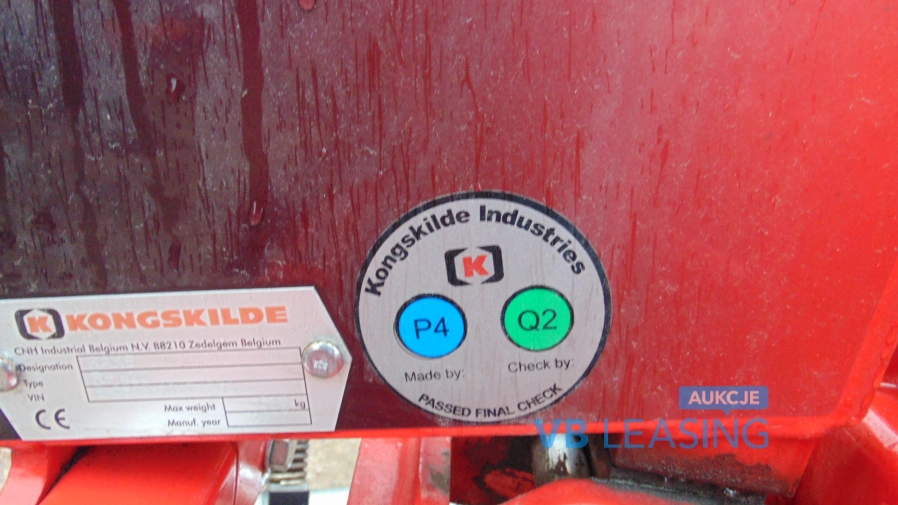 Kongskilde Industries
K
P4
Q2
Made by:
Check by:
PASSED FINAL CHECK
K KONGSKILDE
CNH Industrial Belgium N.V. B8210 Zedelgem Belgium
Designation
Type
VIN
CE
Max weight kg
Manuf. year
AUKCJE
VB LEASING